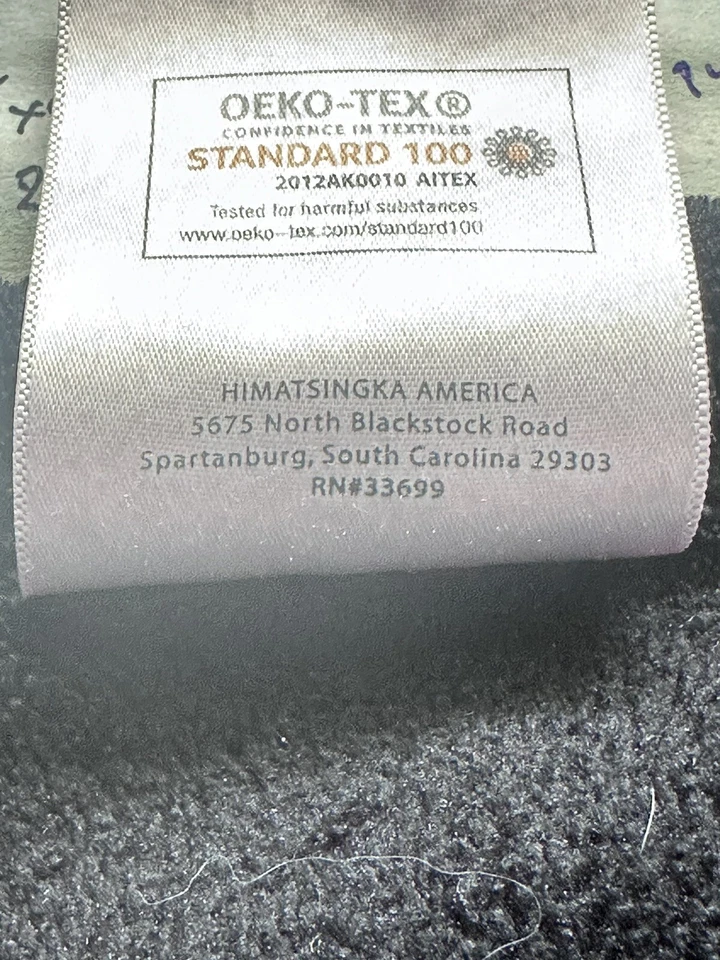 OEKO-TEX®
CONFIDENCE IN TEXTILES
STANDARD 100
2012AK0010 AITEX
Tested for harmful substances
www.oeko-tex.com/standard100
HIMATSINGKA AMERICA
5675 North Blackstock Road
Spartanburg, South Carolina 29303
RN#33699